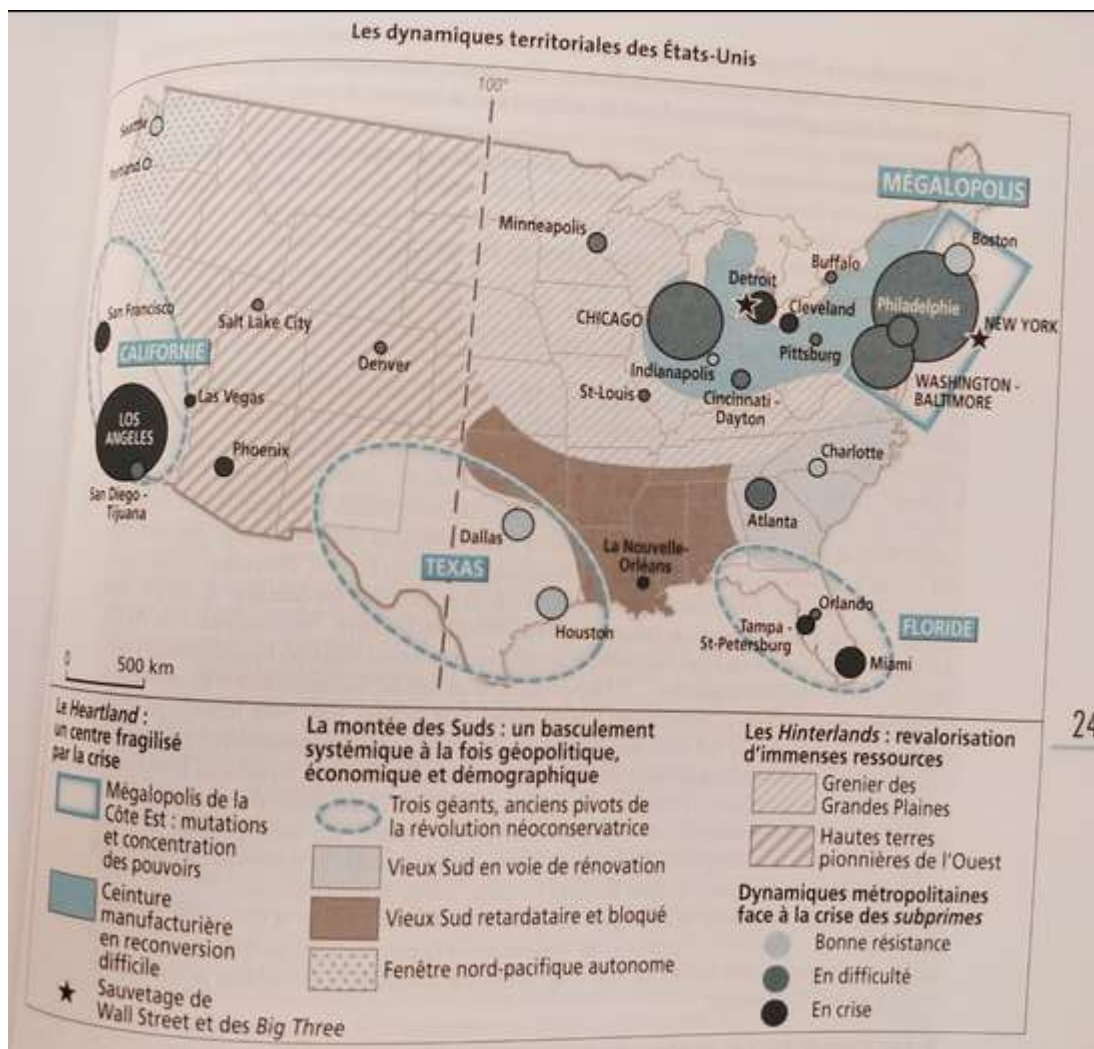 Les dynamiques territoriales des États-Unis
100°
Seattle
Portland
MÉGALOPOLIS
Minneapolis
Boston
Buffalo
Detroit
Philadelphie
San Francisco
Salt Lake City
CHICAGO
Cleveland
NEW YORK
CALIFORNIE
Denver
Indianapolis
Pittsburg
St-Louis
Cincinnati -
Dayton
WASHINGTON -
BALTIMORE
Las Vegas
LOS
ANGELES
Phoenix
Charlotte
San Diego -
Tijuana
Atlanta
Dallas
La Nouvelle-
Orléans
TEXAS
Houston
Orlando
Tampa -
St-Petersburg
FLORIDE
Miami
0
500 km
24
Le Heartland :
un centre fragilisé
par la crise
Mégalopolis de la
Côte Est : mutations
et concentration
des pouvoirs
Ceinture
manufacturière
en reconversion
difficile
Sauvetage de
Wall Street et des Big Three
La montée des Suds : un basculement
systémique à la fois géopolitique,
économique et démographique
Trois géants, anciens pivots de
la révolution néoconservatrice
Vieux Sud en voie de rénovation
Vieux Sud retardataire et bloqué
Fenêtre nord-pacifique autonome
Les Hinterlands : revalorisation
d'immenses ressources
Grenier des
Grandes Plaines
Hautes terres
pionnières de l'Ouest
Dynamiques métropolitaines
face à la crise des subprimes
Bonne résistance
En difficulté
En crise